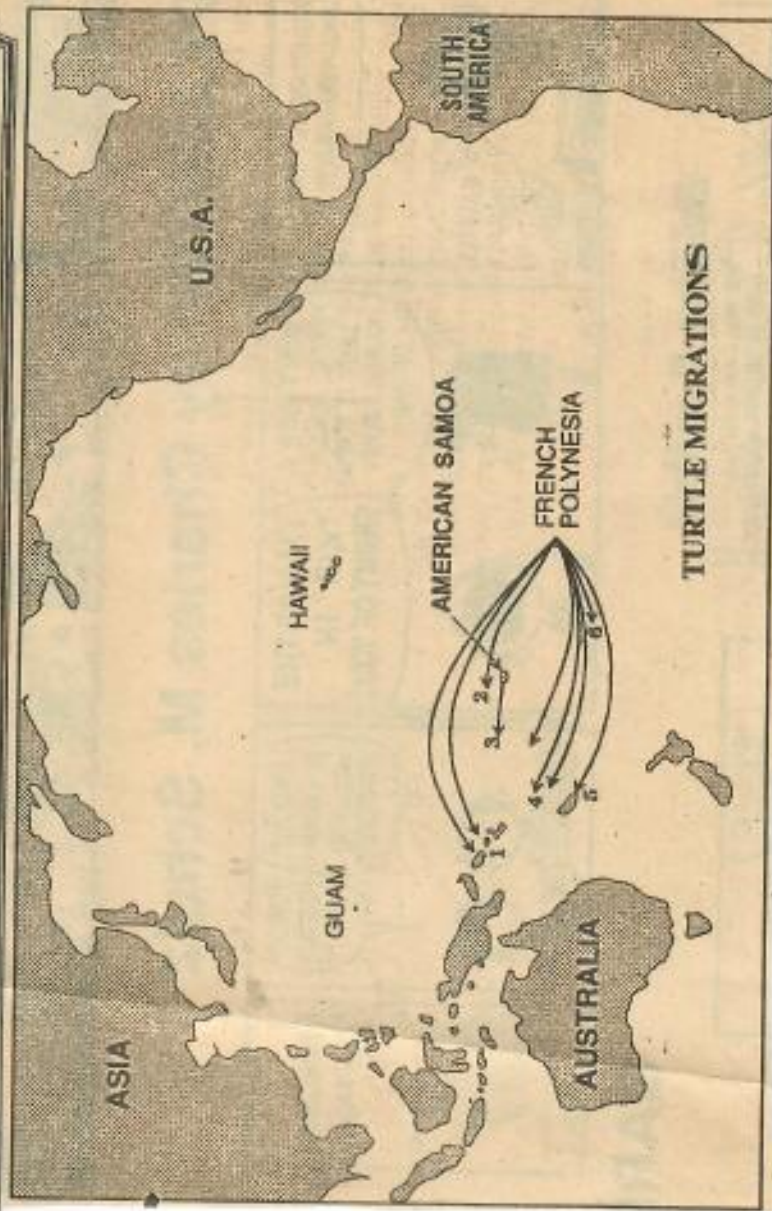 ASIA
U.S.A.
SOUTH
AMERICA
HAWAII
GUAM
AMERICAN SAMOA
FRENCH
POLYNESIA
1
2
3
4
5
6
AUSTRALIA
TURTLE MIGRATIONS